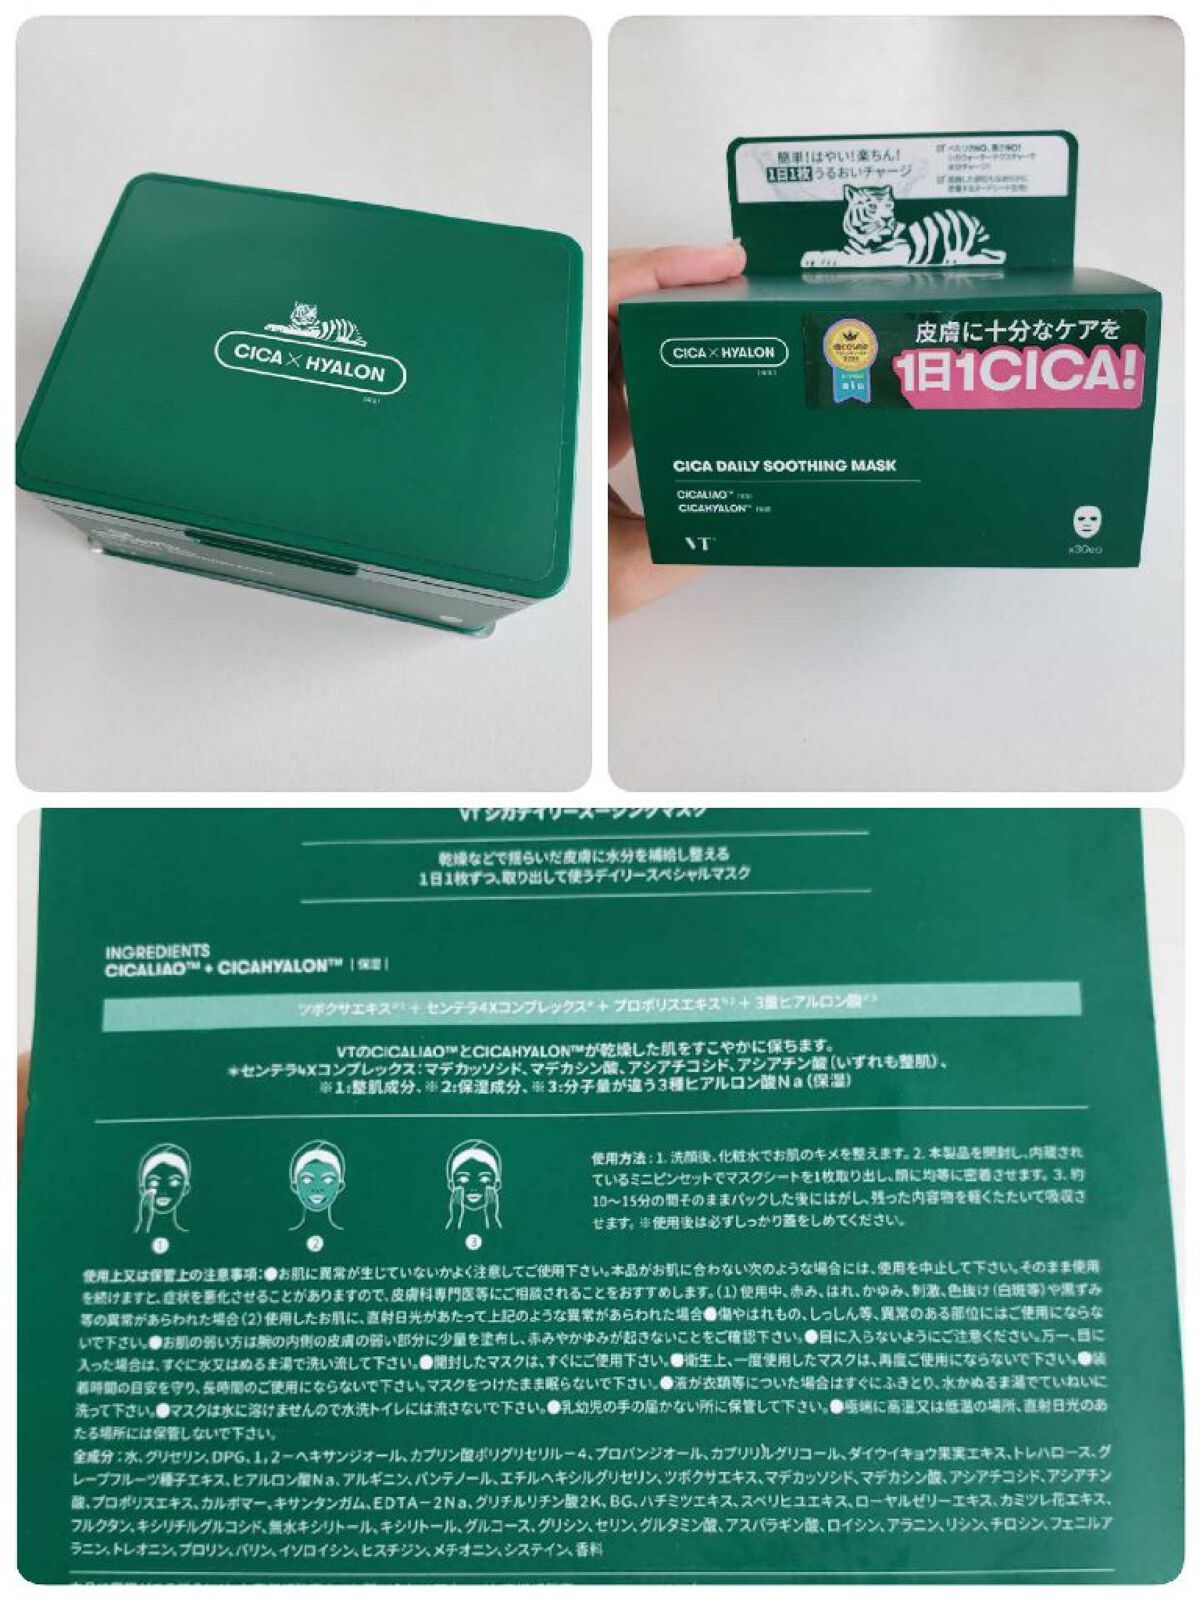 CICA×HYALON
簡単!はやい!楽ちん!
1日1枚うるおいチャージ
CICA×HYALON
皮膚に十分なケアを
1日1CICA!
CICA DAILY SOOTHING MASK
CICALIAO™
CICAHYALON™
VT
x30ea
VT シカデイリースージングマスク
乾燥などで揺らいだ皮膚に水分を補給し整える
1日1枚ずつ、取り出して使うデイリースペシャルマスク
INGREDIENTS
CICALIAO™ + CICAHYALON™ |保湿|
ツボクサエキス※1 + センテラ4Xコンプレックス* + プロポリスエキス※2 + 3重ヒアルロン酸※3
VTのCICALIAO™とCICAHYALON™が乾燥した肌をすこやかに保ちます。
*センテラ4Xコンプレックス:マデカッソシド、マデカシン酸、アシアチコシド、アシアチン酸(いずれも整肌)、
※1:整肌成分、※2:保湿成分、※3:分子量が違う3種ヒアルロン酸Na(保湿)
使用方法:1. 洗顔後、化粧水でお肌のキメを整えます。2. 本製品を開封し、内蔵され
ているミニピンセットでマスクシートを1枚取り出し、顔に均等に密着させます。3. 約
10~15分の間そのままパックした後にはがし、残った内容物を軽くたたいて吸収さ
せます。※使用後は必ずしっかり蓋をしめてください。
1
2
3
使用上又は保管上の注意事項:●お肌に異常が生じていないかよく注意してご使用下さい。本品がお肌に合わない次のような場合には、使用を中止して下さい。そのまま使用
を続けますと、症状を悪化させることがありますので、皮膚科専門医等にご相談されることをおすすめします。(1)使用中、赤み、はれ、かゆみ、刺激、色抜け(白斑等)や黒ずみ
等の異常があらわれた場合(2)使用したお肌に、直射日光があたって上記のような異常があらわれた場合●傷やはれもの、しっしん等、異常のある部位にはご使用にならな
いで下さい。●お肌の弱い方は腕の内側の皮膚の弱い部分に少量を塗布し、赤みやかゆみが起きないことをご確認下さい。●目に入らないようにご注意ください。万一、目に
入った場合は、すぐに水又はぬるま湯で洗い流して下さい。●開封したマスクは、すぐにご使用下さい。●衛生上、一度使用したマスクは、再度ご使用にならないで下さい。●装
着時間の目安を守り、長時間のご使用にならないで下さい。マスクをつけたまま眠らないで下さい。●液が衣類等についた場合はすぐにふきとり、水かぬるま湯でていねいに
洗って下さい。●マスクは水に溶けませんので水洗トイレには流さないで下さい。●乳幼児の手の届かない所に保管して下さい。●極端に高温又は低温の場所、直射日光のあ
たる場所には保管しないで下さい。
全成分:水、グリセリン、DPG、1,2-ヘキサンジオール、カプリン酸ポリグリセリル-4、プロパンジオール、カプリリルグリコール、ダイウイキョウ果実エキス、トレハロース、グ
レープフルーツ種子エキス、ヒアルロン酸Na、アルギニン、パンテノール、エチルヘキシルグリセリン、ツボクサエキス、マデカッソシド、マデカシン酸、アシアチコシド、アシアチン
酸、プロポリスエキス、カルボマー、キサンタンガム、EDTA-2Na、グリチルリチン酸2K、BG、ハチミツエキス、スベリヒユエキス、ローヤルゼリーエキス、カミツレ花エキス、
フルクタン、キシリチルグルコシド、無水キシリトール、キシリトール、グルコース、グリシン、セリン、グルタミン酸、アスパラギン酸、ロイシン、アラニン、リシン、チロシン、フェニルア
ラニン、トレオニン、プロリン、バリン、イソロイシン、ヒスチジン、メチオニン、システイン、香料